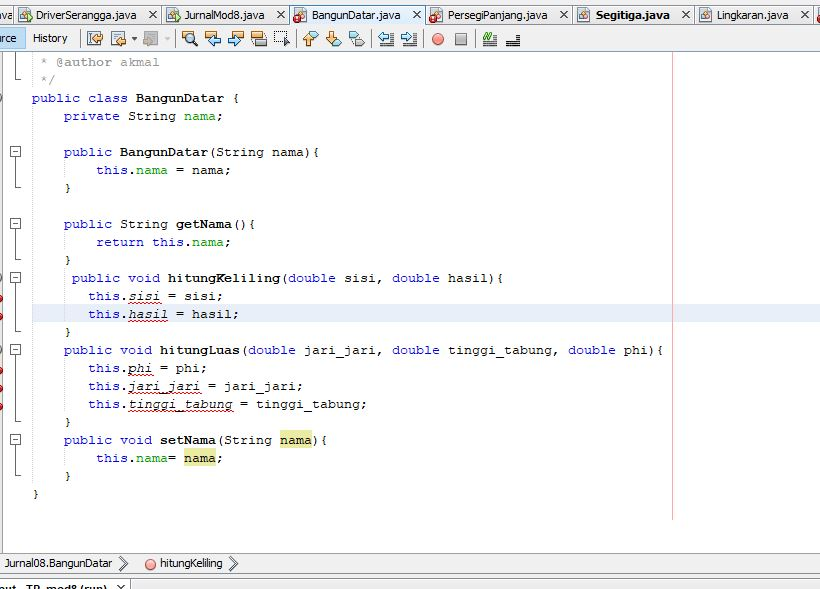 DriverSerangga.java JurnalMod8.java BangunDatar.java PersegiPanjang.java Segitiga.java Lingkaran.java
History
* @author akmal
*/
public class BangunDatar {
private String nama;
public BangunDatar(String nama){
this.nama = nama;
}
public String getNama(){
return this.nama;
}
public void hitungKeliling(double sisi, double hasil){
this.sisi = sisi;
this.hasil = hasil;
}
public void hitungLuas(double jari_jari, double tinggi_tabung, double phi){
this.phi = phi;
this.jari_jari = jari_jari;
this.tinggi_tabung = tinggi_tabung;
}
public void setNama(String nama){
this.nama= nama;
}
}
Jurnal08.BangunDatar hitungKeliling